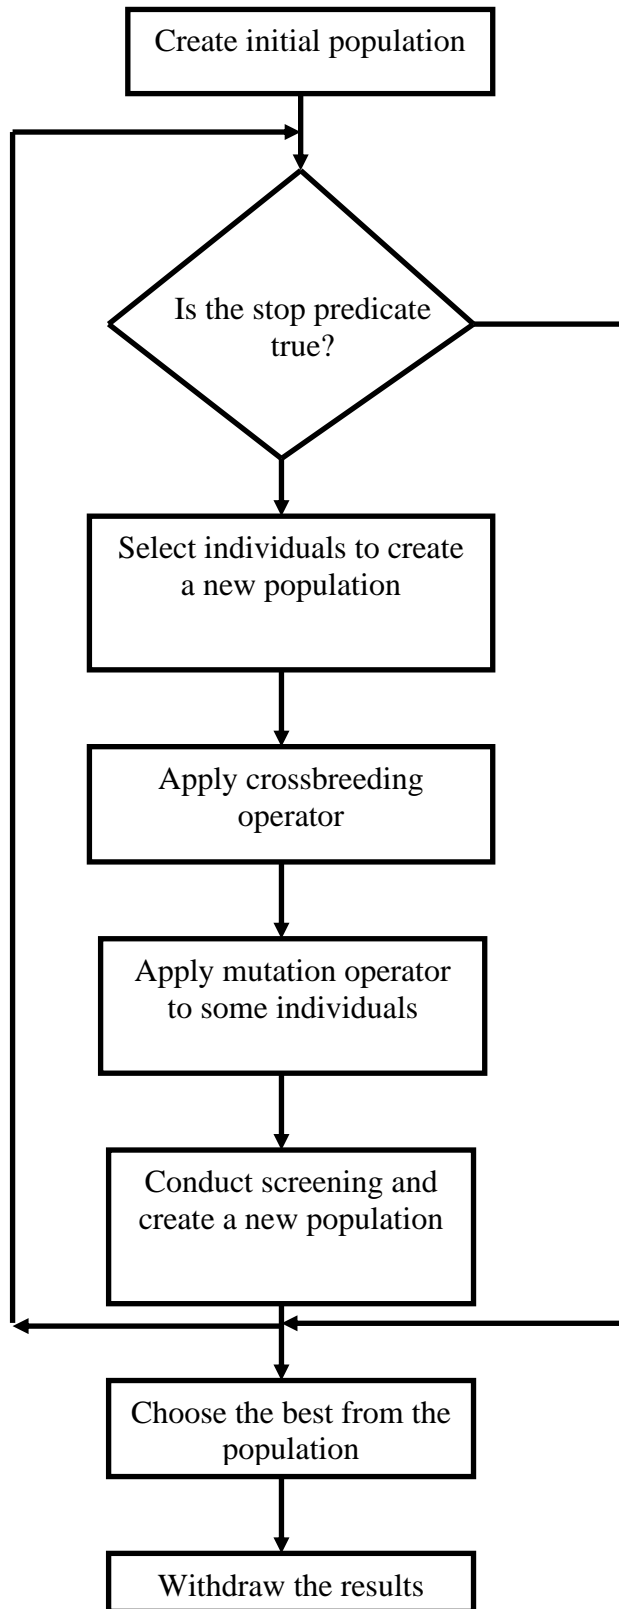 Create initial population
Is the stop predicate
true?
Select individuals to create
a new population
Apply crossbreeding
operator
Apply mutation operator
to some individuals
Conduct screening and
create a new population
Choose the best from the
population
Withdraw the results